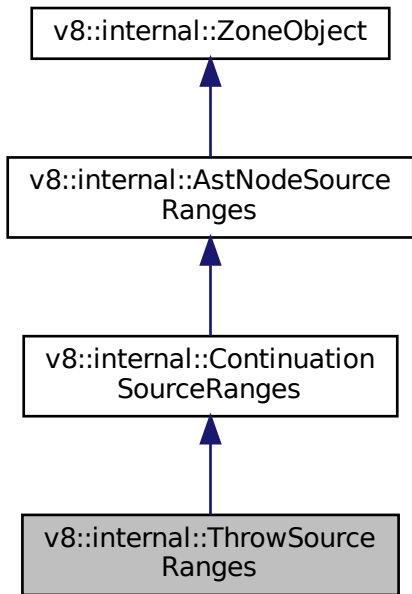 v8::internal::ZoneObject
v8::internal::AstNodeSource
Ranges
v8::internal::Continuation
SourceRanges
v8::internal::ThrowSource
Ranges